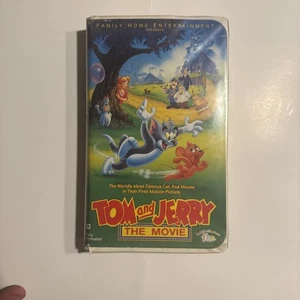 FAMILY HOME ENTERTAINMENT
PRESENTS
The World's Most Famous Cat And Mouse
In Their First Motion Picture.
TOM and JERRY
THE MOVIE